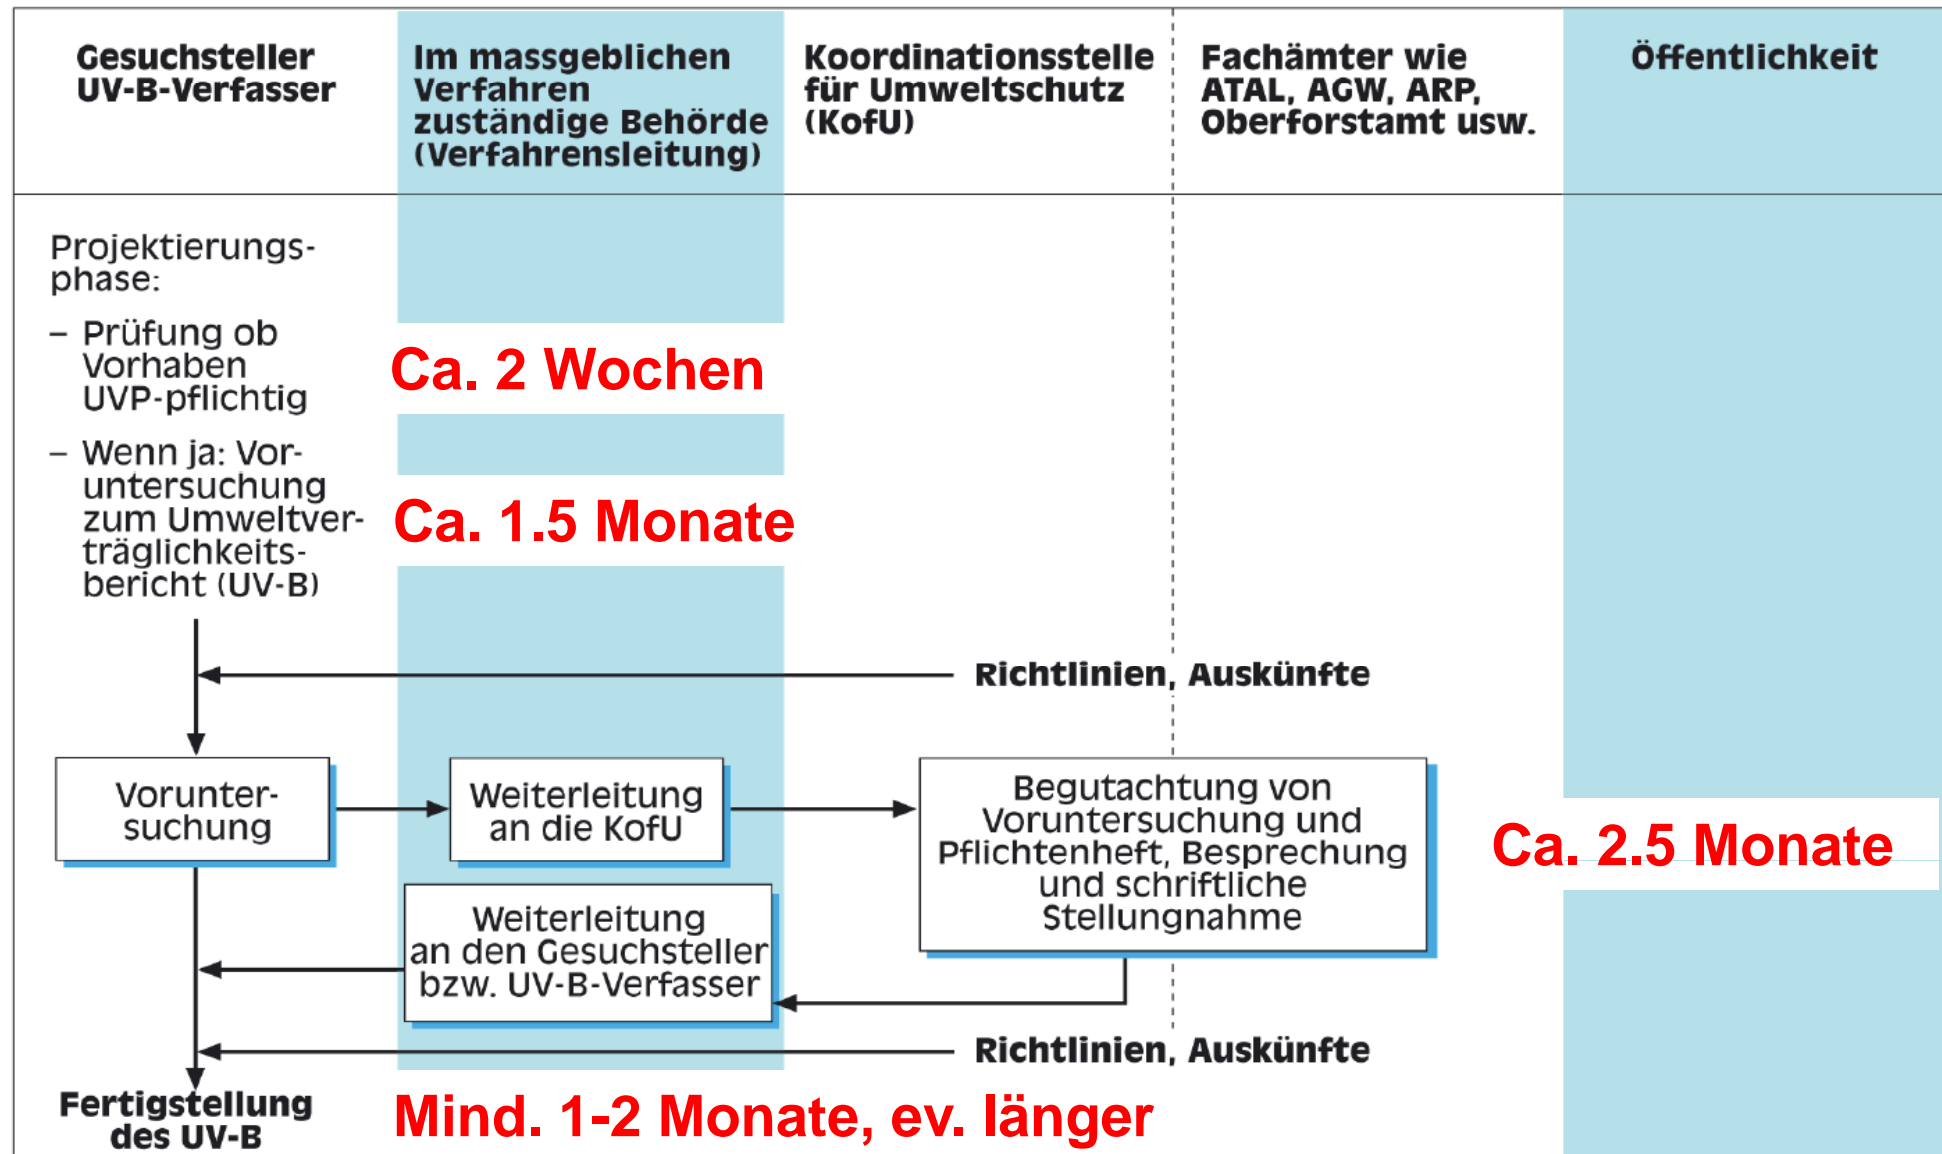 Gesuchsteller
UV-B-Verfasser
Im massgeblichen
Verfahren
zuständige Behörde
(Verfahrensleitung)
Koordinationsstelle
für Umweltschutz
(KofU)
Fachämter wie
ATAL, AGW, ARP,
Oberforstamt usw.
Öffentlichkeit
Projektierungs-
phase:
– Prüfung ob
Vorhaben
UVP-pflichtig
Ca. 2 Wochen
– Wenn ja: Vor-
untersuchung
zum Umweltver-
träglichkeits-
bericht (UV-B)
Ca. 1.5 Monate
Richtlinien, Auskünfte
Vorunter-
suchung
Weiterleitung
an die KofU
Begutachtung von
Voruntersuchung und
Pflichtenheft, Besprechung
und schriftliche
Stellungnahme
Ca. 2.5 Monate
Weiterleitung
an den Gesuchsteller
bzw. UV-B-Verfasser
Richtlinien, Auskünfte
Fertigstellung
des UV-B
Mind. 1-2 Monate, ev. länger